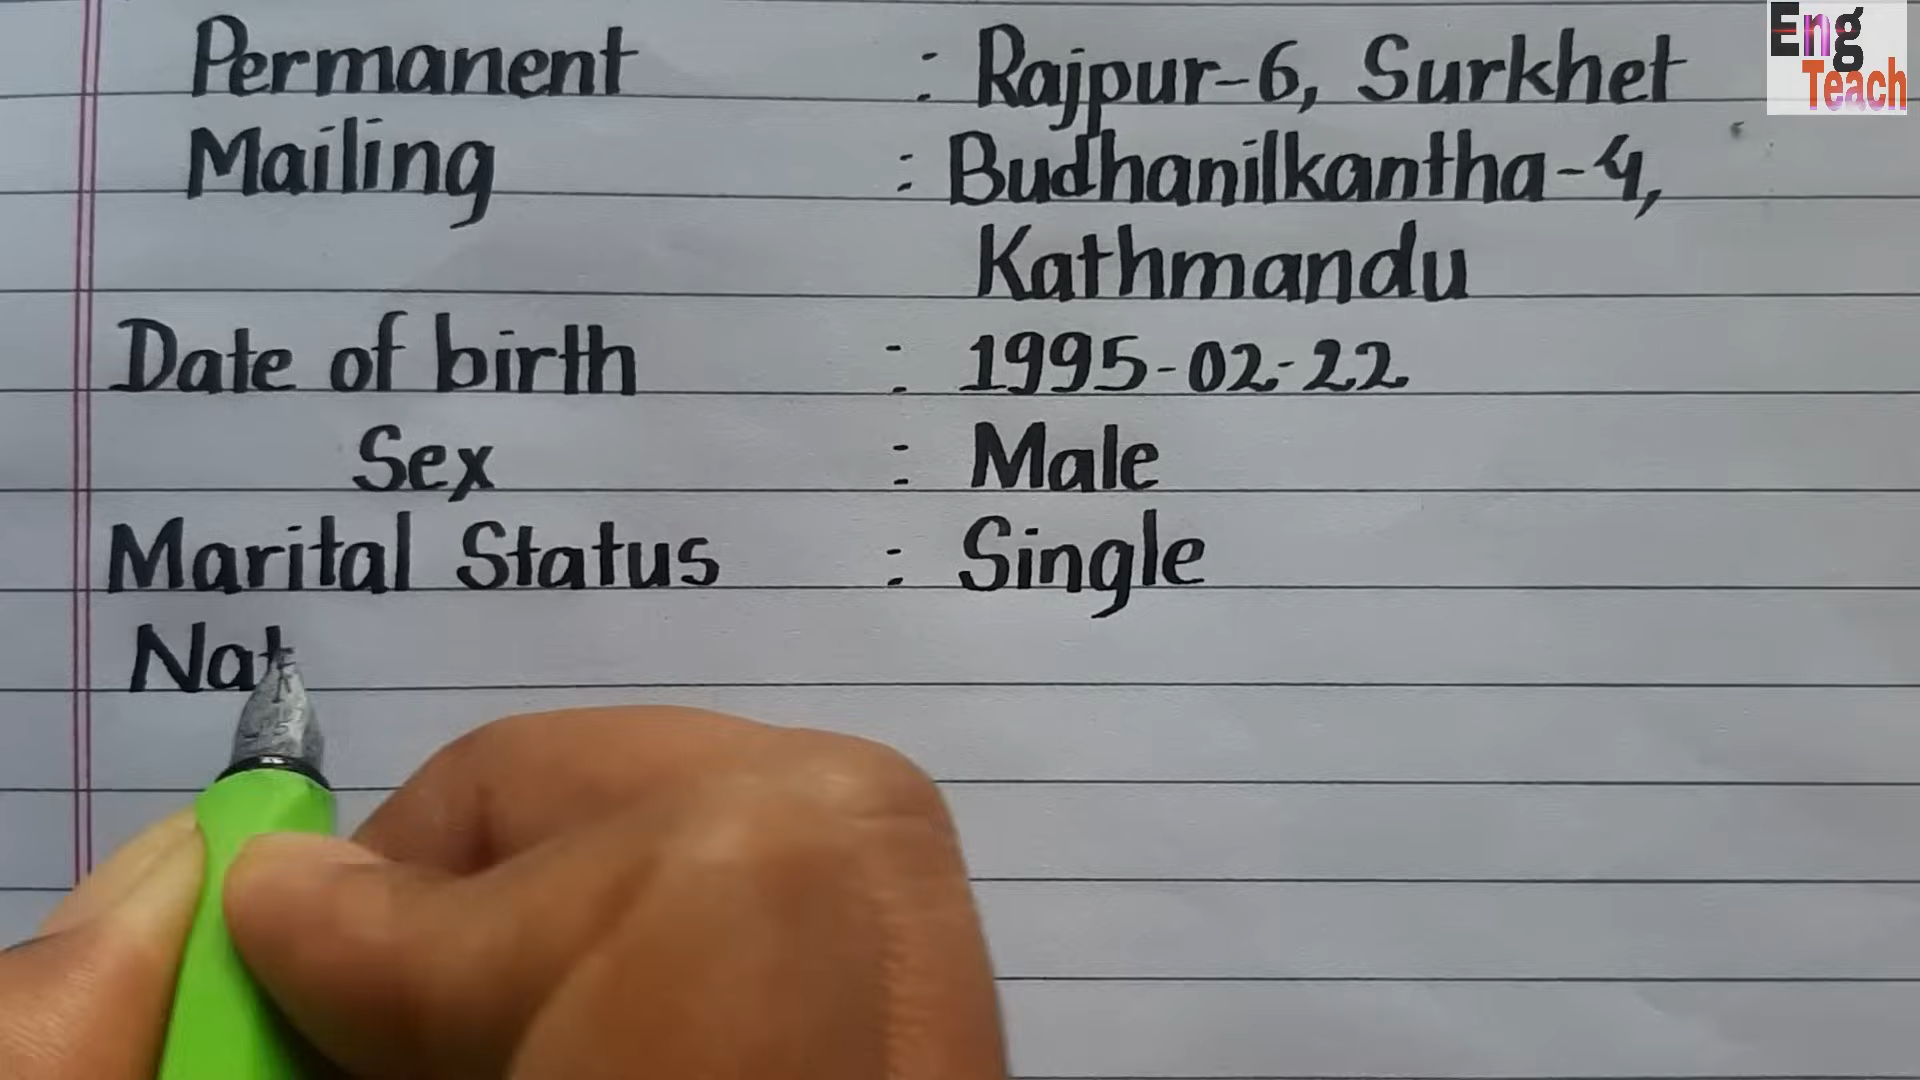 Eng
Teach
Permanent : Rajpur-6, Surkhet
Mailing : Budhanilkantha-4,
Kathmandu
Date of birth : 1995-02-22
Sex : Male
Marital Status : Single
Nat